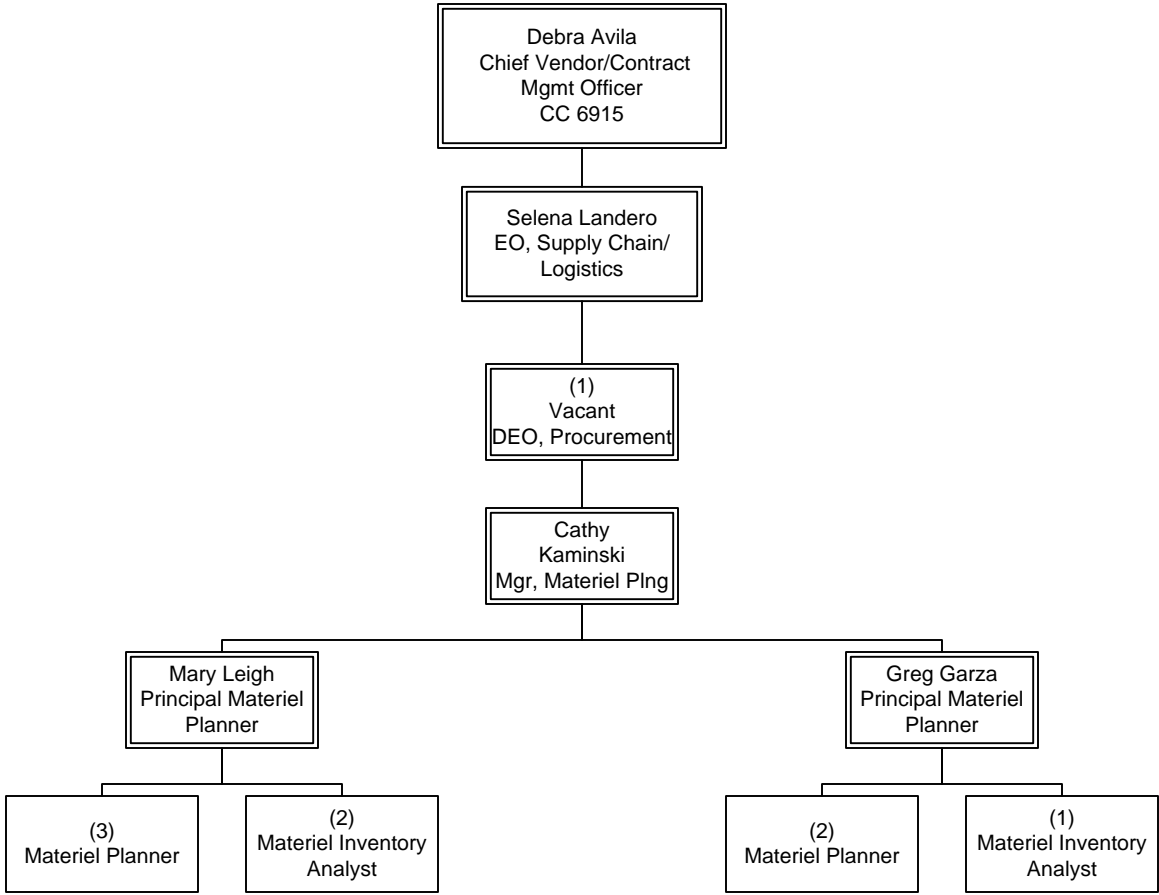 Debra Avila
Chief Vendor/Contract
Mgmt Officer
CC 6915
Selena Landero
EO, Supply Chain/
Logistics
(1)
Vacant
DEO, Procurement
Cathy
Kaminski
Mgr, Materiel Plng
Mary Leigh
Principal Materiel
Planner
Greg Garza
Principal Materiel
Planner
(3)
Materiel Planner
(2)
Materiel Inventory
Analyst
(2)
Materiel Planner
(1)
Materiel Inventory
Analyst